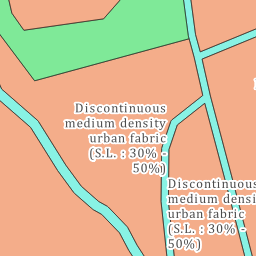 Discontinuous
medium density
urban fabric
(S.L. : 30% -
50%)
Discontinuous
medium densi
urban fabric
(S.L. : 30% -
50%)